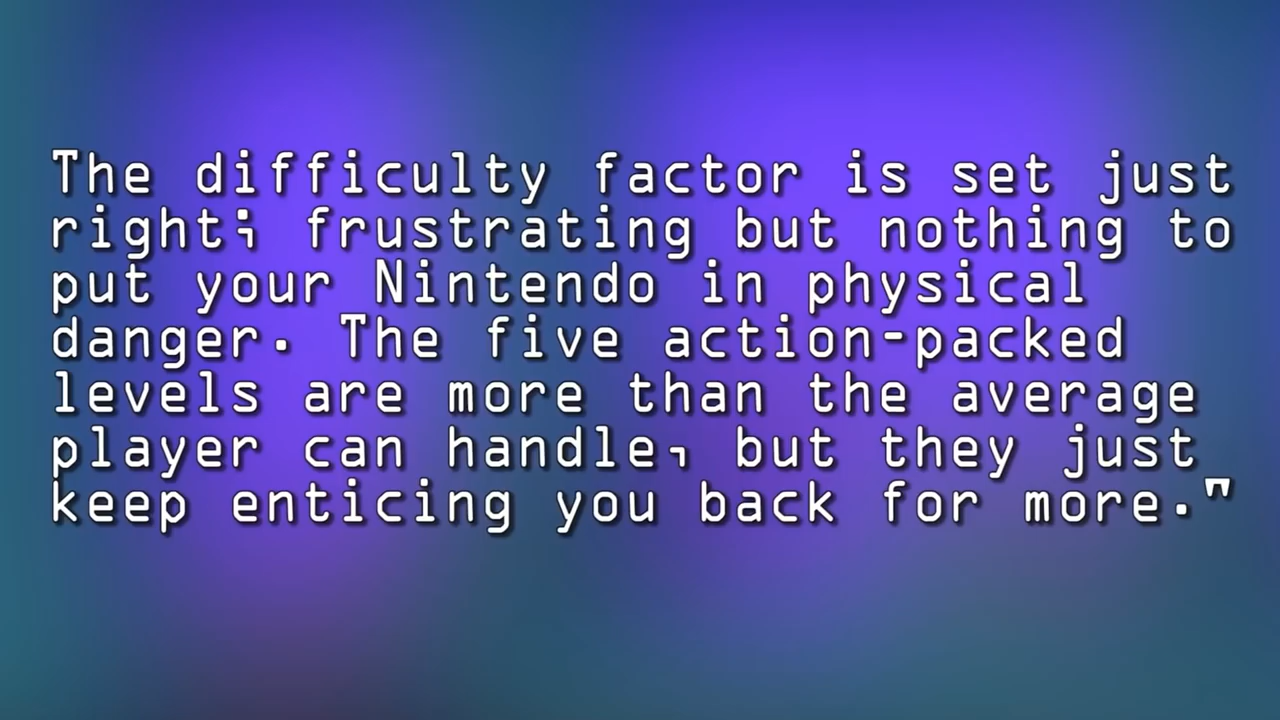 The difficulty factor is set just
right; frustrating but nothing to
put your Nintendo in physical
danger. The five action-packed
levels are more than the average
player can handle, but they just
keep enticing you back for more."